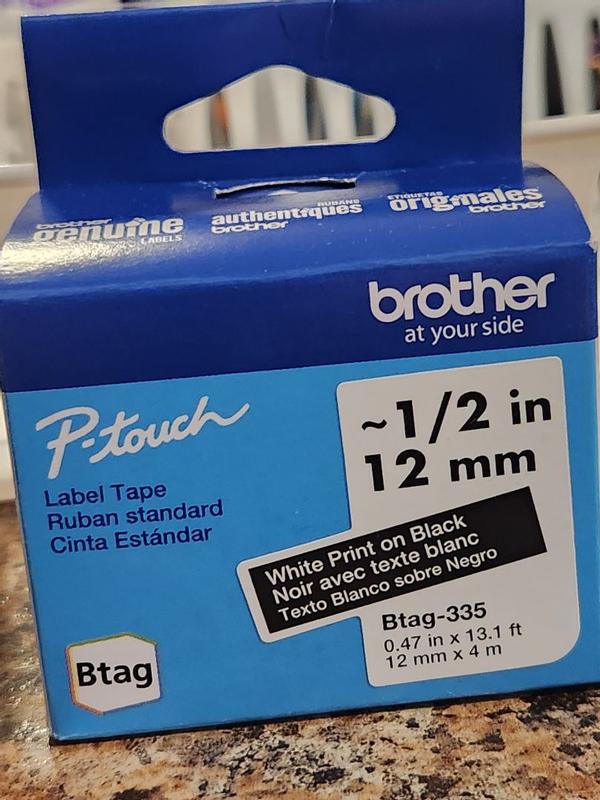 brother
genuine
LABELS
RUBANS
authentiques
brother
ETIQUETAS
originales
brother
brother
at your side
P-touch
Label Tape
Ruban standard
Cinta Estándar
~1/2 in
12 mm
White Print on Black
Noir avec texte blanc
Texto Blanco sobre Negro
Btag-335
0.47 in x 13.1 ft
12 mm x 4 m
Btag